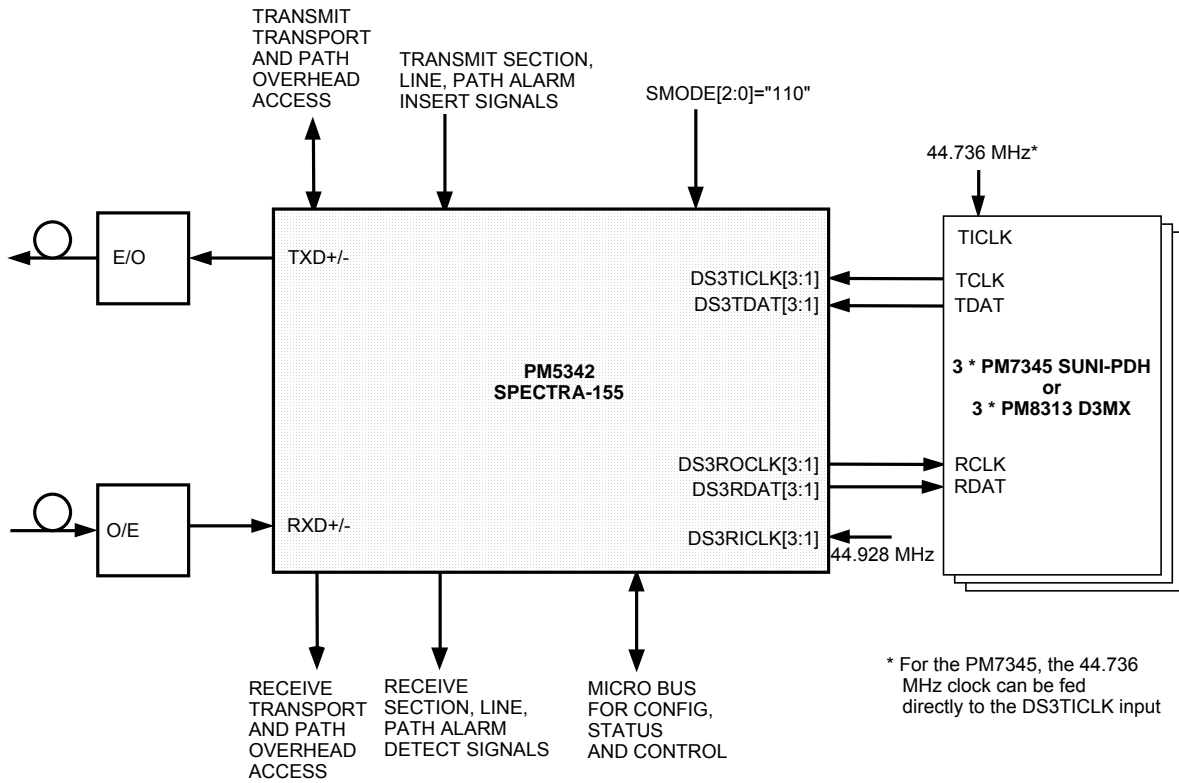 TRANSMIT
TRANSPORT
AND PATH
OVERHEAD
ACCESS
TRANSMIT SECTION,
LINE, PATH ALARM
INSERT SIGNALS
SMODE[2:0]="110"
44.736 MHz*
E/O
TXD+/-
DS3TICLK[3:1]
DS3TDAT[3:1]
TICLK
TCLK
TDAT
PM5342
SPECTRA-155
3 * PM7345 SUNI-PDH
or
3 * PM8313 D3MX
DS3ROCLK[3:1]
DS3RDAT[3:1]
RCLK
RDAT
O/E
RXD+/-
DS3RICLK[3:1]
44.928 MHz
RECEIVE
TRANSPORT
AND PATH
OVERHEAD
ACCESS
RECEIVE
SECTION, LINE,
PATH ALARM
DETECT SIGNALS
MICRO BUS
FOR CONFIG,
STATUS
AND CONTROL
* For the PM7345, the 44.736
MHz clock can be fed
directly to the DS3TICLK input